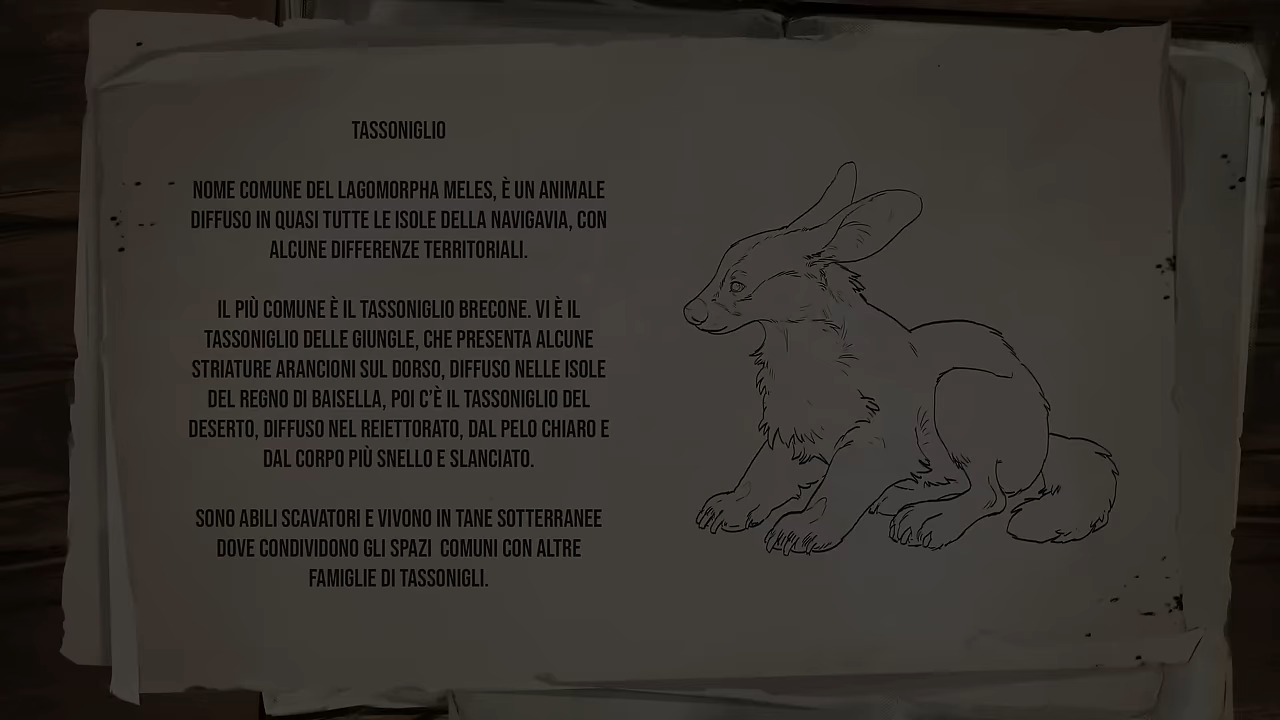 TASSONIGLIO
NOME COMUNE DEL LAGOMORPHA MELES, È UN ANIMALE
DIFFUSO IN QUASI TUTTE LE ISOLE DELLA NAVIGAVIA, CON
ALCUNE DIFFERENZE TERRITORIALI.
IL PIÙ COMUNE È IL TASSONIGLIO BRECONE. VI È IL
TASSONIGLIO DELLE GIUNGLE, CHE PRESENTA ALCUNE
STRIATURE ARANCIONI SUL DORSO, DIFFUSO NELLE ISOLE
DEL REGNO DI BAISELLA, POI C'È IL TASSONIGLIO DEL
DESERTO, DIFFUSO NEL REIETTORATO, DAL PELO CHIARO E
DAL CORPO PIÙ SNELLO E SLANCIATO.
SONO ABILI SCAVATORI E VIVONO IN TANE SOTTERRANEE
DOVE CONDIVIDONO GLI SPAZI COMUNI CON ALTRE
FAMIGLIE DI TASSONIGLI.